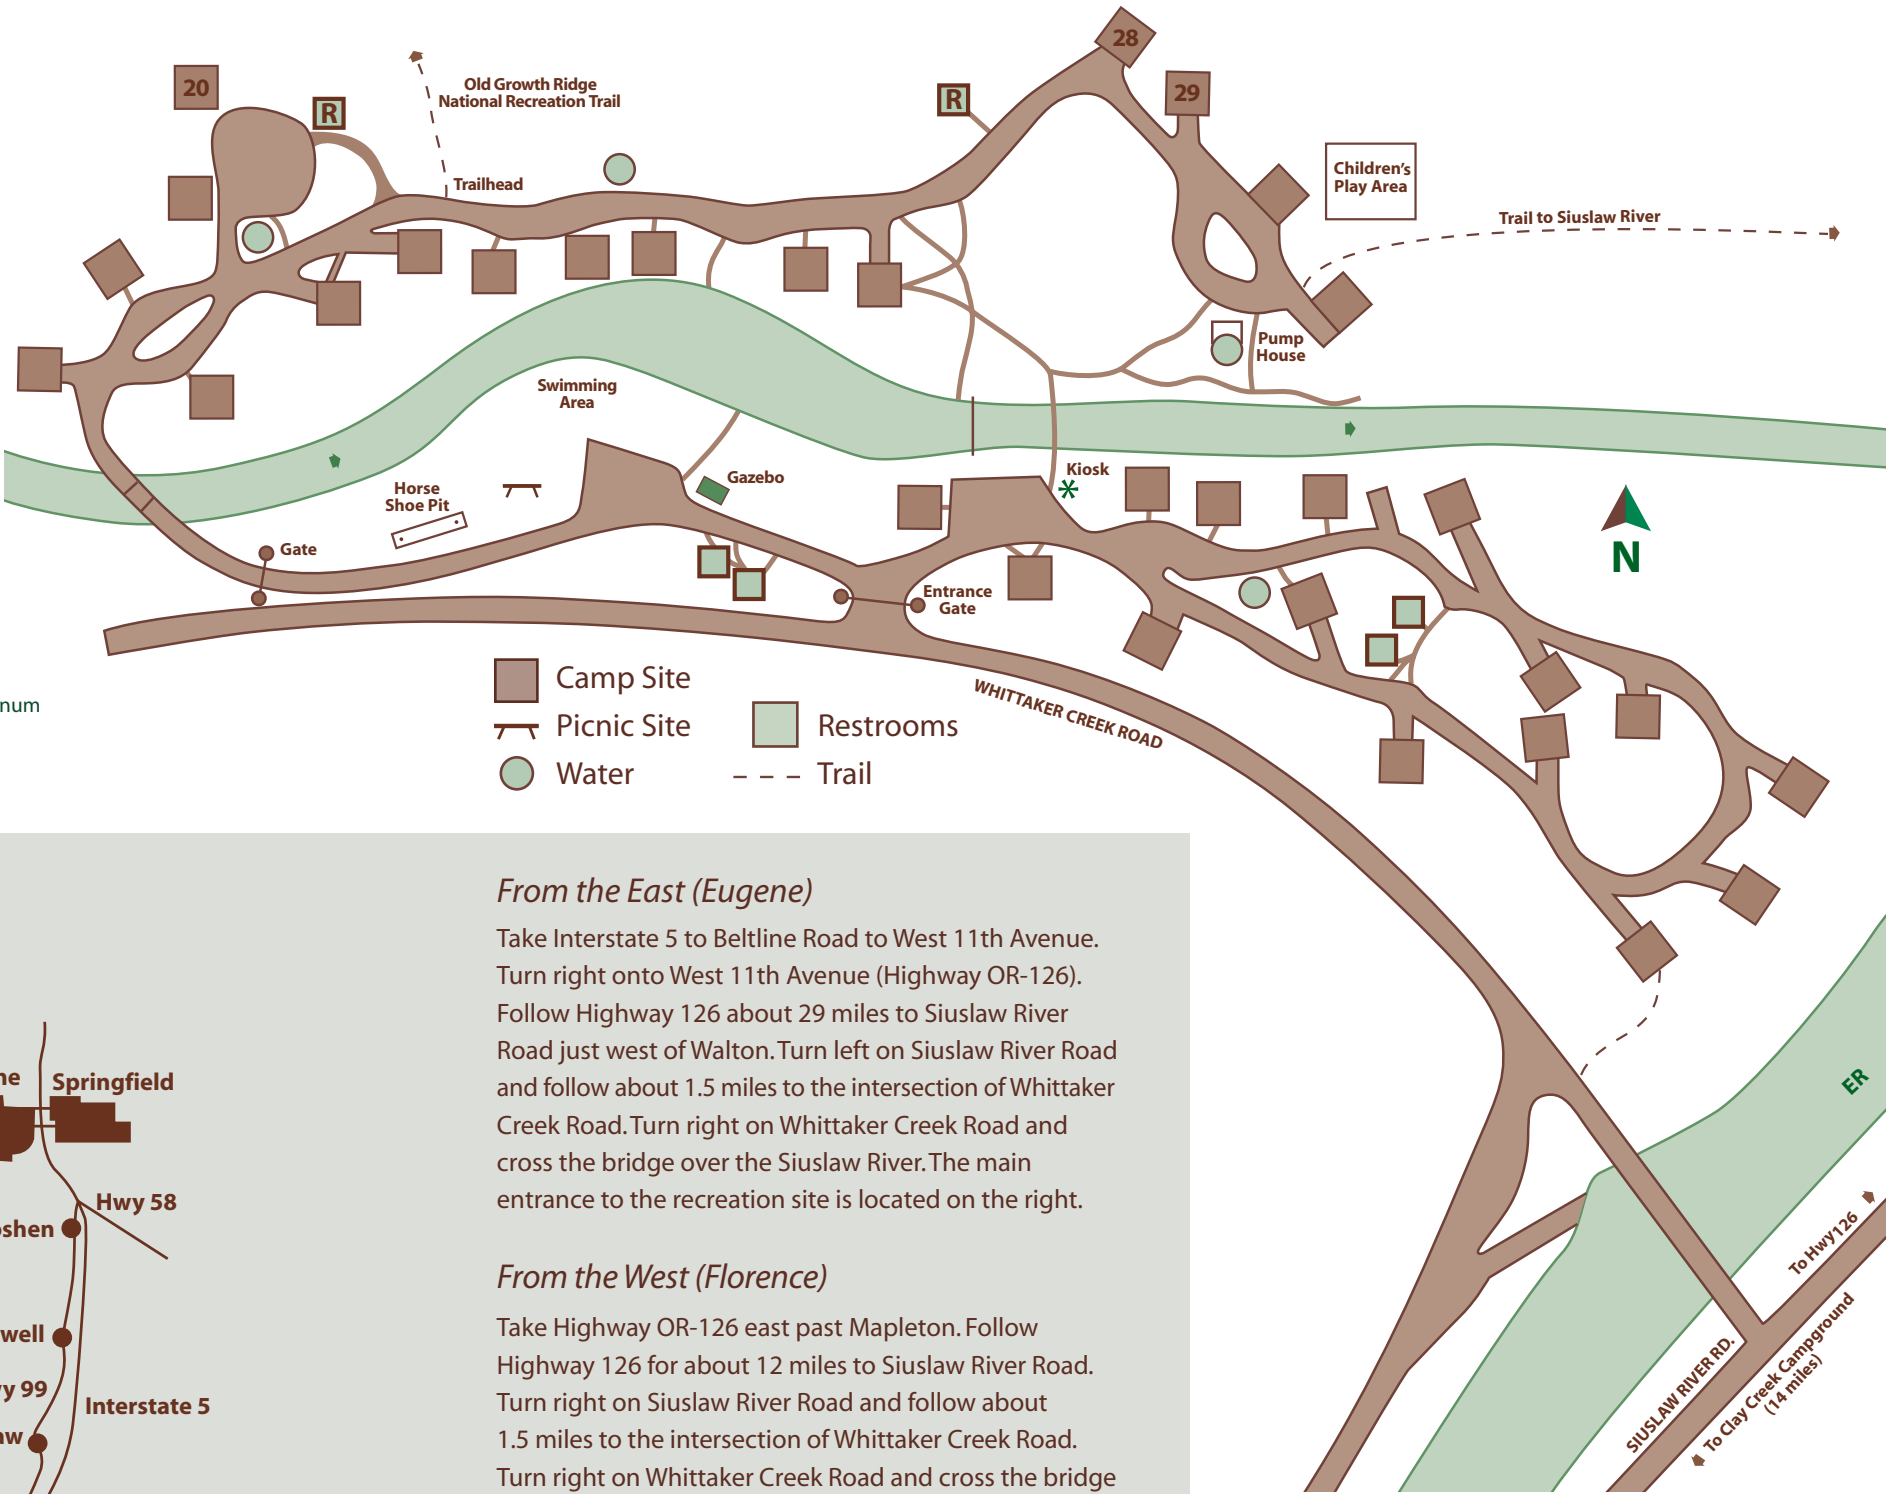 28
20
29
R
R
Old Growth Ridge
National Recreation Trail
Trailhead
Children's
Play Area
Trail to Siuslaw River
Pump
House
Swimming
Area
Kiosk
Gazebo
Horse
Shoe Pit
Gate
Entrance
Gate
N
Camp Site
Picnic Site
Water
Restrooms
Trail
WHITTAKER CREEK ROAD
num
From the East (Eugene)
Take Interstate 5 to Beltline Road to West 11th Avenue.
Turn right onto West 11th Avenue (Highway OR-126).
Follow Highway 126 about 29 miles to Siuslaw River
Road just west of Walton. Turn left on Siuslaw River Road
and follow about 1.5 miles to the intersection of Whittaker
Creek Road. Turn right on Whittaker Creek Road and
cross the bridge over the Siuslaw River. The main
entrance to the recreation site is located on the right.
From the West (Florence)
Take Highway OR-126 east past Mapleton. Follow
Highway 126 for about 12 miles to Siuslaw River Road.
Turn right on Siuslaw River Road and follow about
1.5 miles to the intersection of Whittaker Creek Road.
Turn right on Whittaker Creek Road and cross the bridge
ne
Springfield
Hwy 58
oshen
well
y 99
Interstate 5
aw
ER
To Hwy126
SIUSLAW RIVER RD.
To Clay Creek Campground
(14 miles)